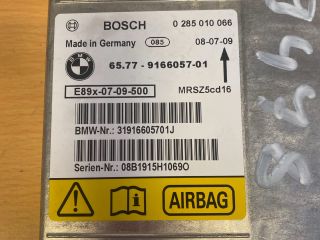 BOSCH 0 285 010 066
Made in Germany 085 08-07-09
BMW 65.77 - 9166057-01
E89x-07-09-500 MRSZ5cd16
BMW-Nr.: 31916605701J
Serien-Nr.: 08B1915H1069O
AIRBAG